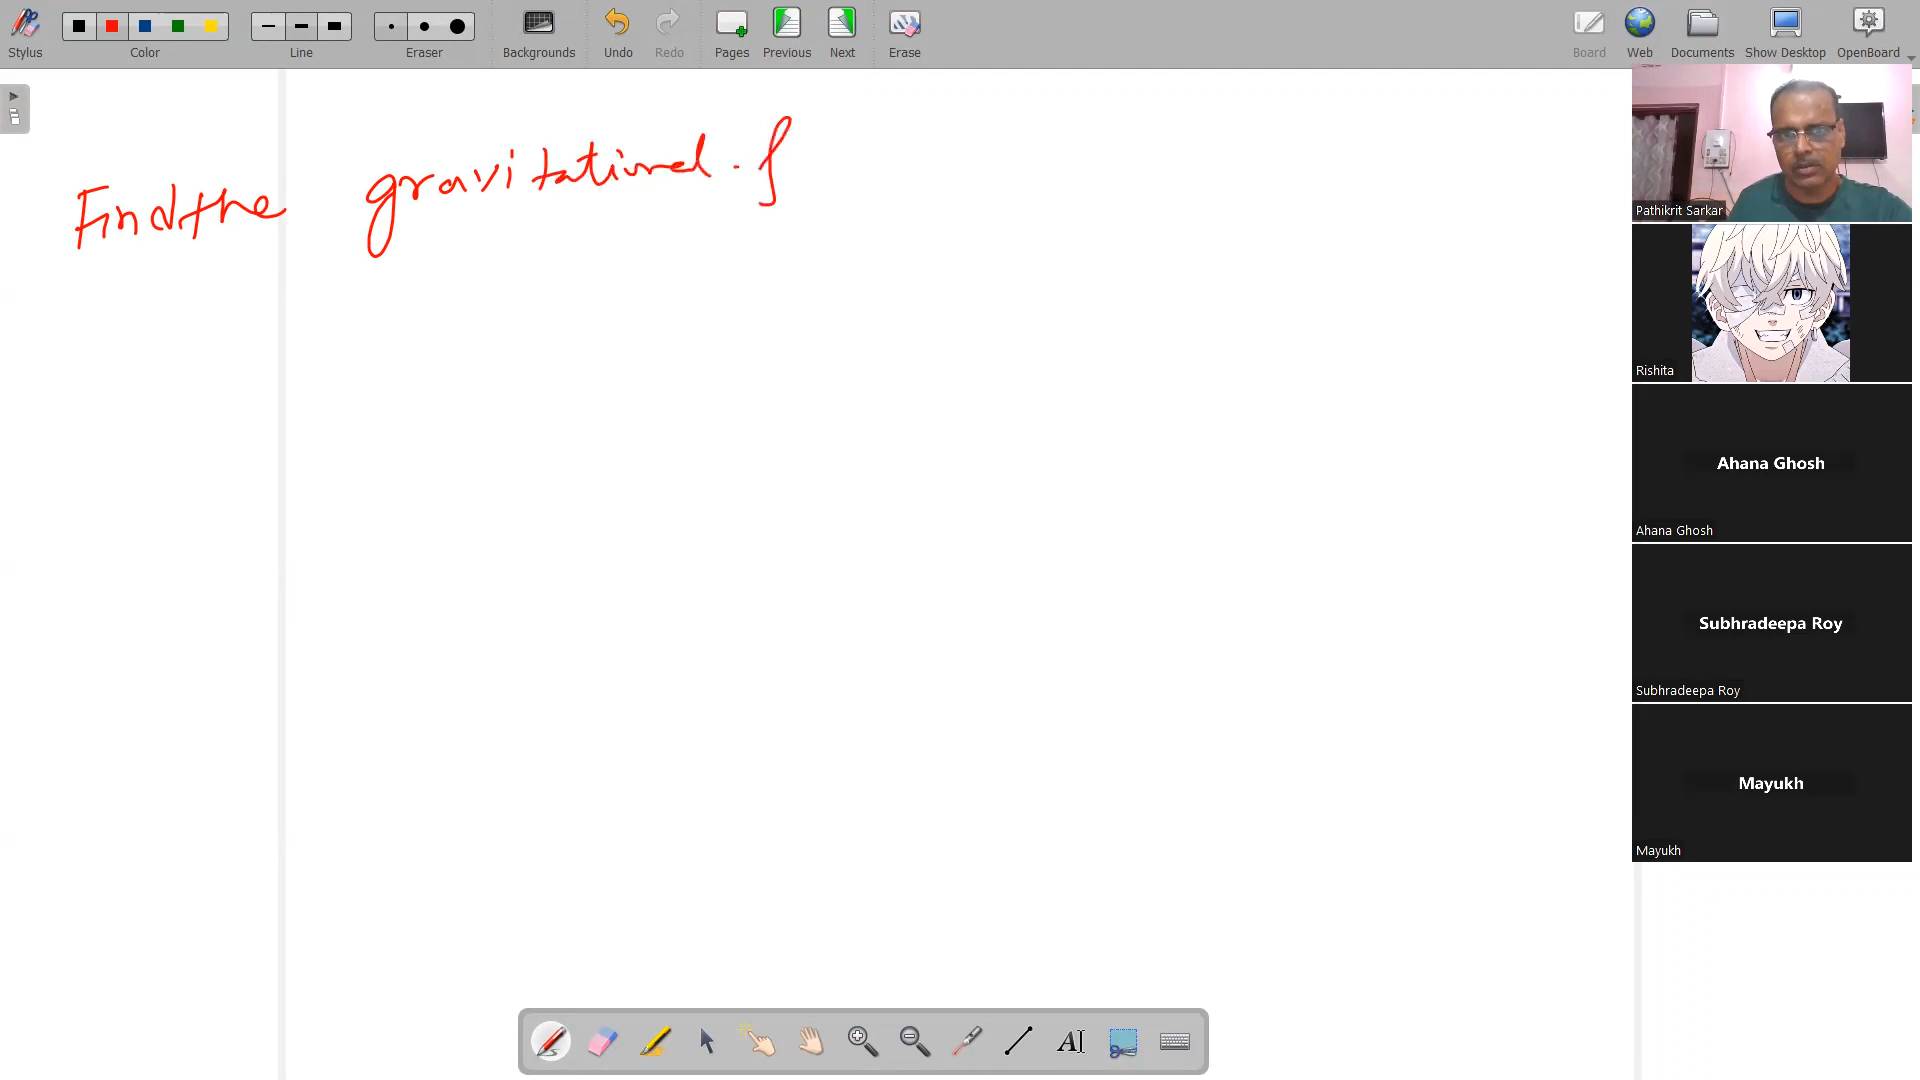 Stylus Color Line Eraser Backgrounds Undo Redo Pages Previous Next Erase Board Web Documents Show Desktop OpenBoard
Find the gravitational . f
Pathikrit Sarkar
Rishita
Ahana Ghosh
Ahana Ghosh
Subhradeepa Roy
Subhradeepa Roy
Mayukh
Mayukh